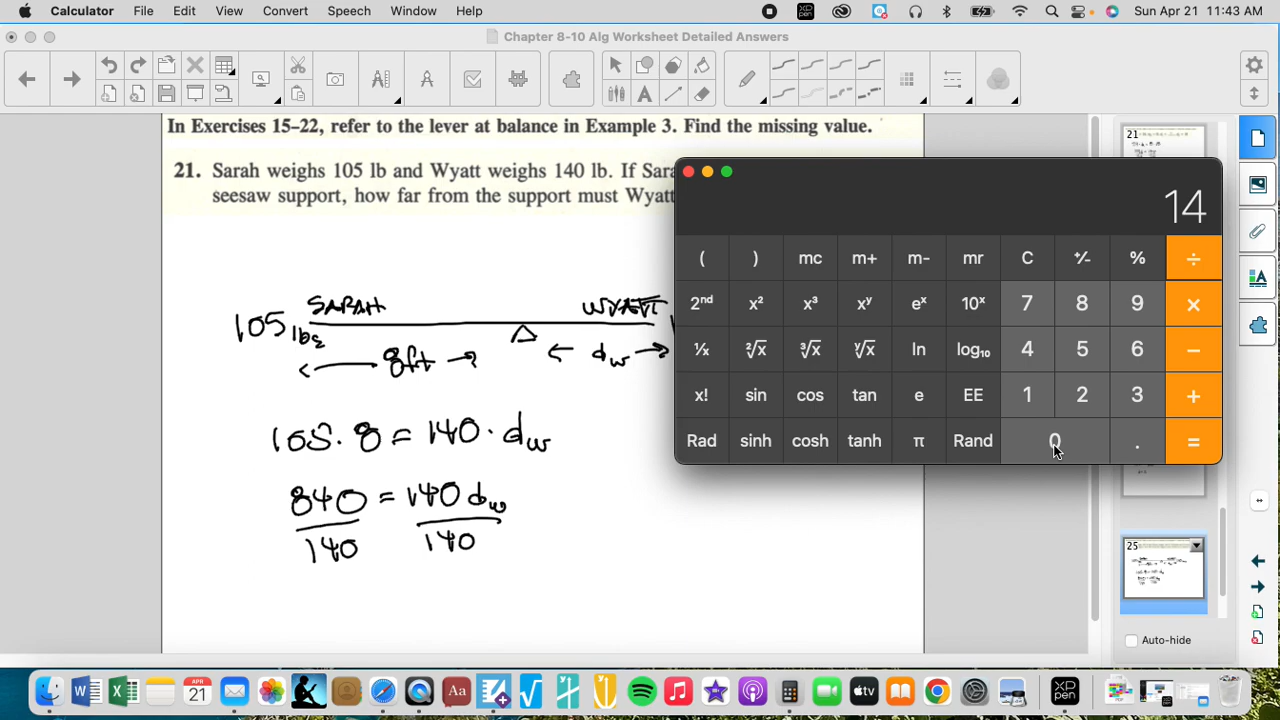 Calculator File Edit View Convert Speech Window Help Sun Apr 21 11:43 AM
Chapter 8-10 Alg Worksheet Detailed Answers
In Exercises 15–22, refer to the lever at balance in Example 3. Find the missing value.
21. Sarah weighs 105 lb and Wyatt weighs 140 lb. If Sara
seesaw support, how far from the support must Wyatt
SARAH WYATT
105 lbs
8ft dw
105 · 8 = 140 · dw
840 = 140 dw
140 140
14
( ) mc m+ m- mr C +/- % ÷
2nd x² x³ xʸ eˣ 10ˣ 7 8 9 ×
1/x ²√x ³√x ʸ√x ln log₁₀ 4 5 6 −
x! sin cos tan e EE 1 2 3 +
Rad sinh cosh tanh π Rand 0 . =
21
25
Auto-hide
APR
21
Aa
tv